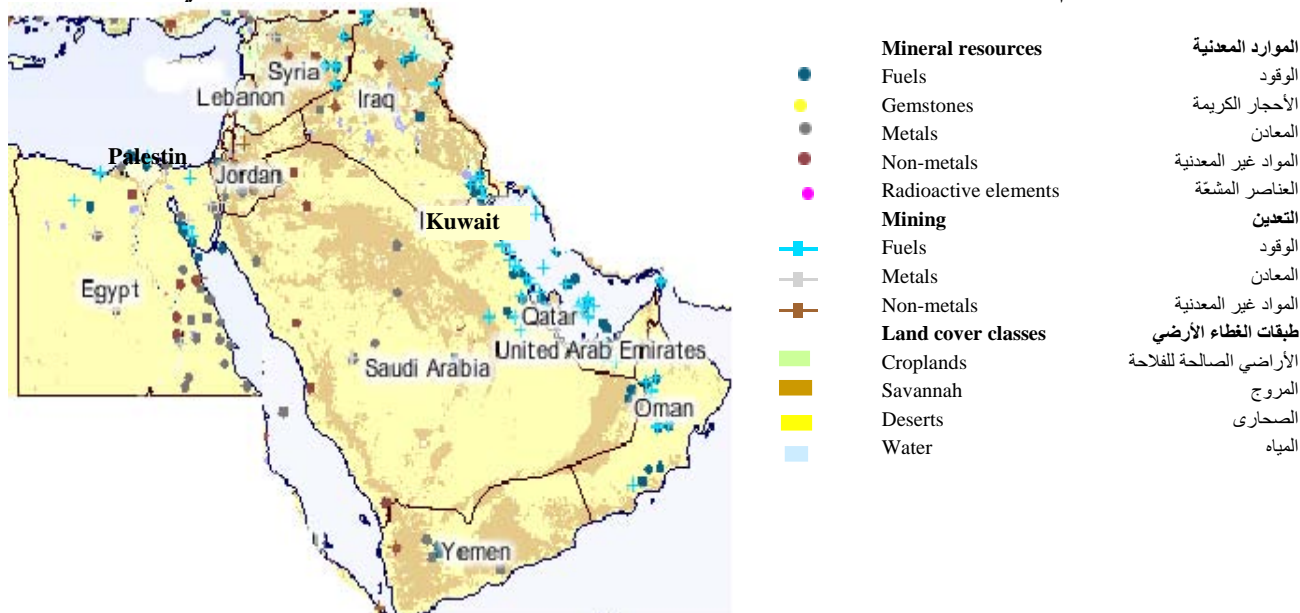 Syria
Lebanon
Iraq
Palestin
Jordan
Kuwait
Egypt
Qatar
United Arab Emirates
Saudi Arabia
Oman
Yemen
Mineral resources الموارد المعدنية
Fuels الوقود
Gemstones الأحجار الكريمة
Metals المعادن
Non-metals المواد غير المعدنية
Radioactive elements العناصر المشعّة
Mining التعدين
Fuels الوقود
Metals المعادن
Non-metals المواد غير المعدنية
Land cover classes طبقات الغطاء الأرضي
Croplands الأراضي الصالحة للفلاحة
Savannah المروج
Deserts الصحارى
Water المياه